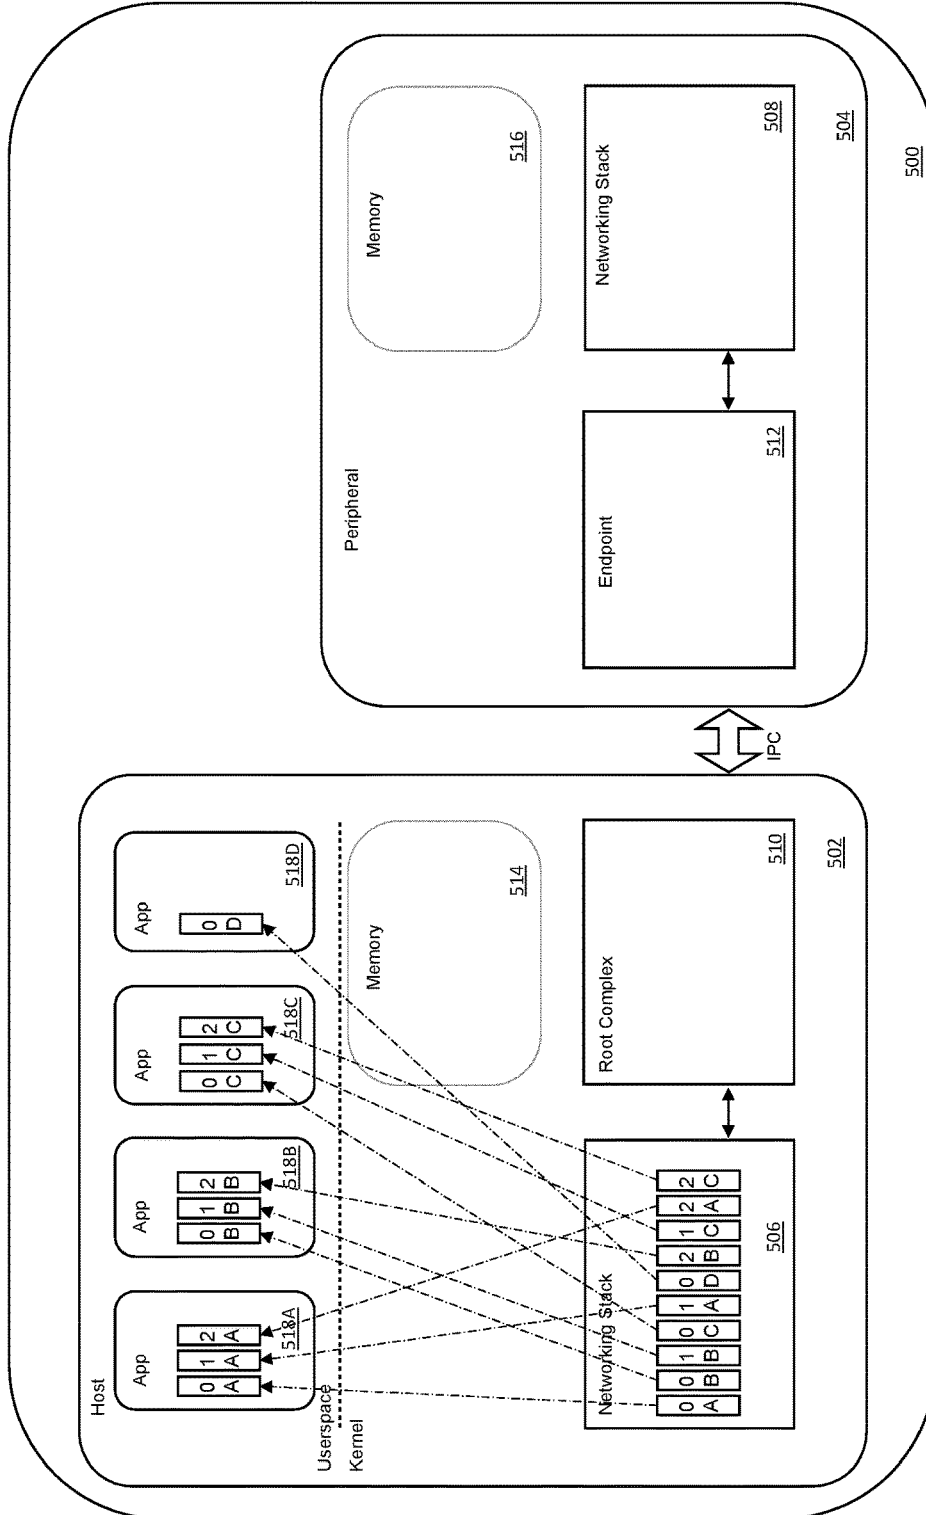 Host
App
0 1 2
A A A
518A
App
0 1 2
B B B
518B
App
0 1 2
C C C
518C
App
0
D
518D
Userspace
Kernel
Memory
514
Networking Stack
0 0 1 0 1 0 2 1 2 2
A B B C A D B C A C
506
Root Complex
510
502
IPC
Peripheral
Memory
516
Endpoint
512
Networking Stack
508
504
500